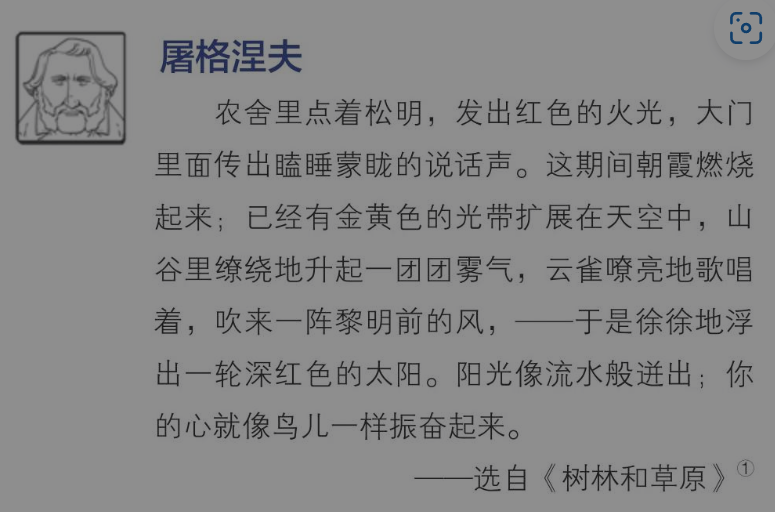 屠格涅夫
农舍里点着松明，发出红色的火光，大门
里面传出瞌睡蒙眬的说话声。这期间朝霞燃烧
起来；已经有金黄色的光带扩展在天空中，山
谷里缭绕地升起一团团雾气，云雀嘹亮地歌唱
着，吹来一阵黎明前的风，——于是徐徐地浮
出一轮深红色的太阳。阳光像流水般迸出；你
的心就像鸟儿一样振奋起来。
——选自《树林和草原》①